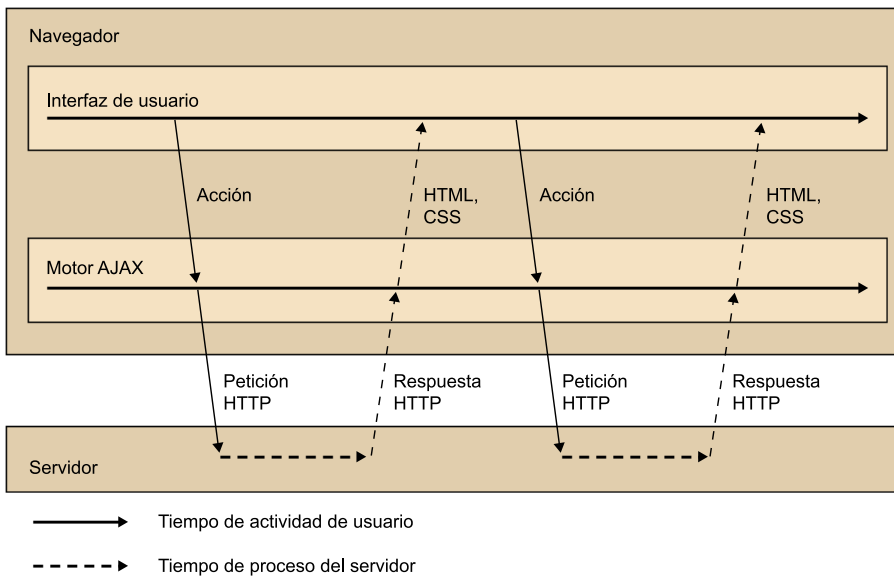 Navegador
Interfaz de usuario
Acción
HTML,
CSS
Acción
HTML,
CSS
Motor AJAX
Petición
HTTP
Respuesta
HTTP
Petición
HTTP
Respuesta
HTTP
Servidor
Tiempo de actividad de usuario
Tiempo de proceso del servidor